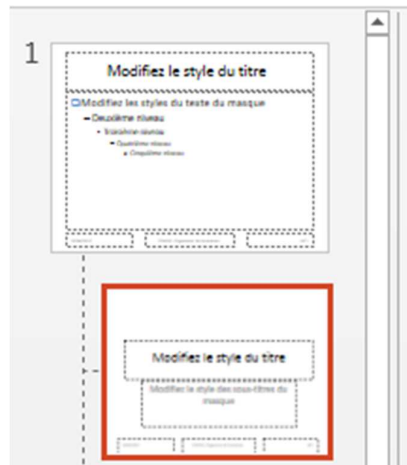 1
Modifiez le style du titre
Modifiez les styles du texte du masque
– Deuxième niveau
• Troisième niveau
– Quatrième niveau
• Cinquième niveau
Modifiez le style du titre
Modifiez le style des sous-titres du
masque